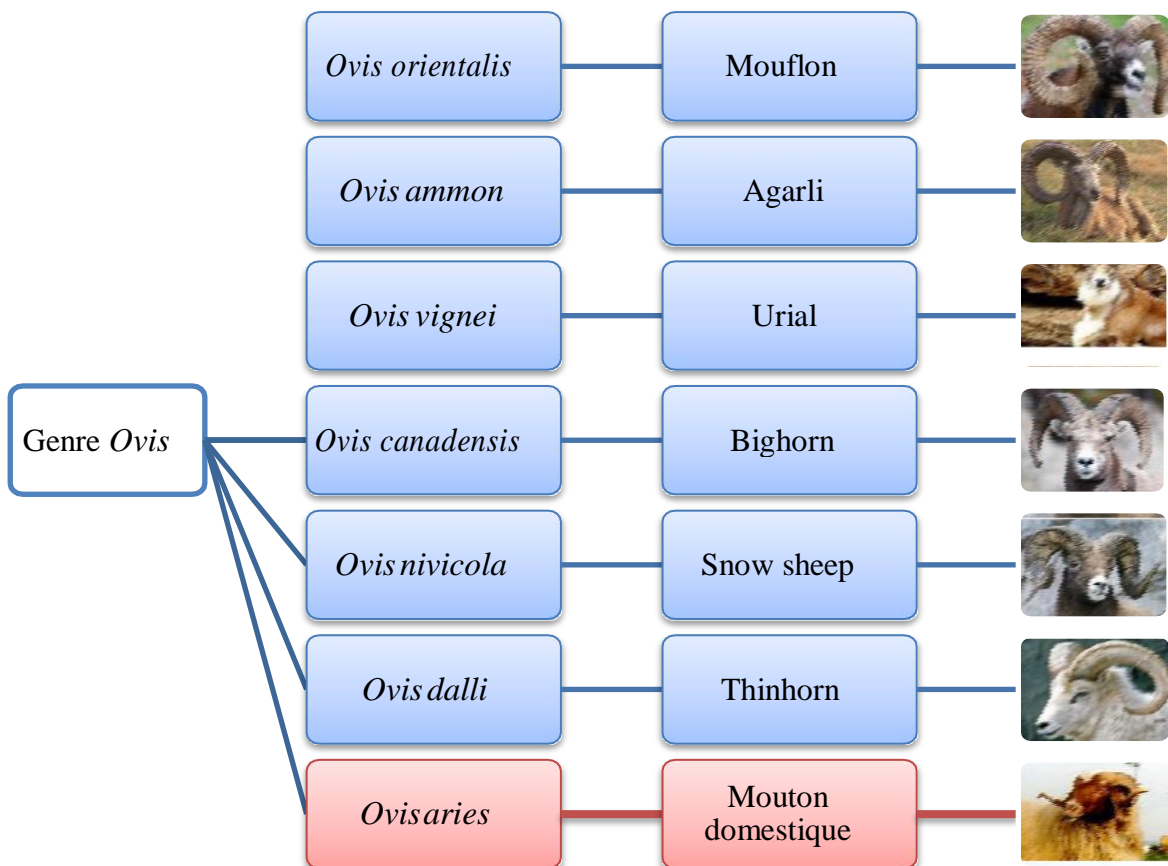 Ovis orientalis
Mouflon
Ovis ammon
Agarli
Ovis vignei
Urial
Genre Ovis
Ovis canadensis
Bighorn
Ovis nivicola
Snow sheep
Ovis dalli
Thinhorn
Ovis aries
Mouton
domestique